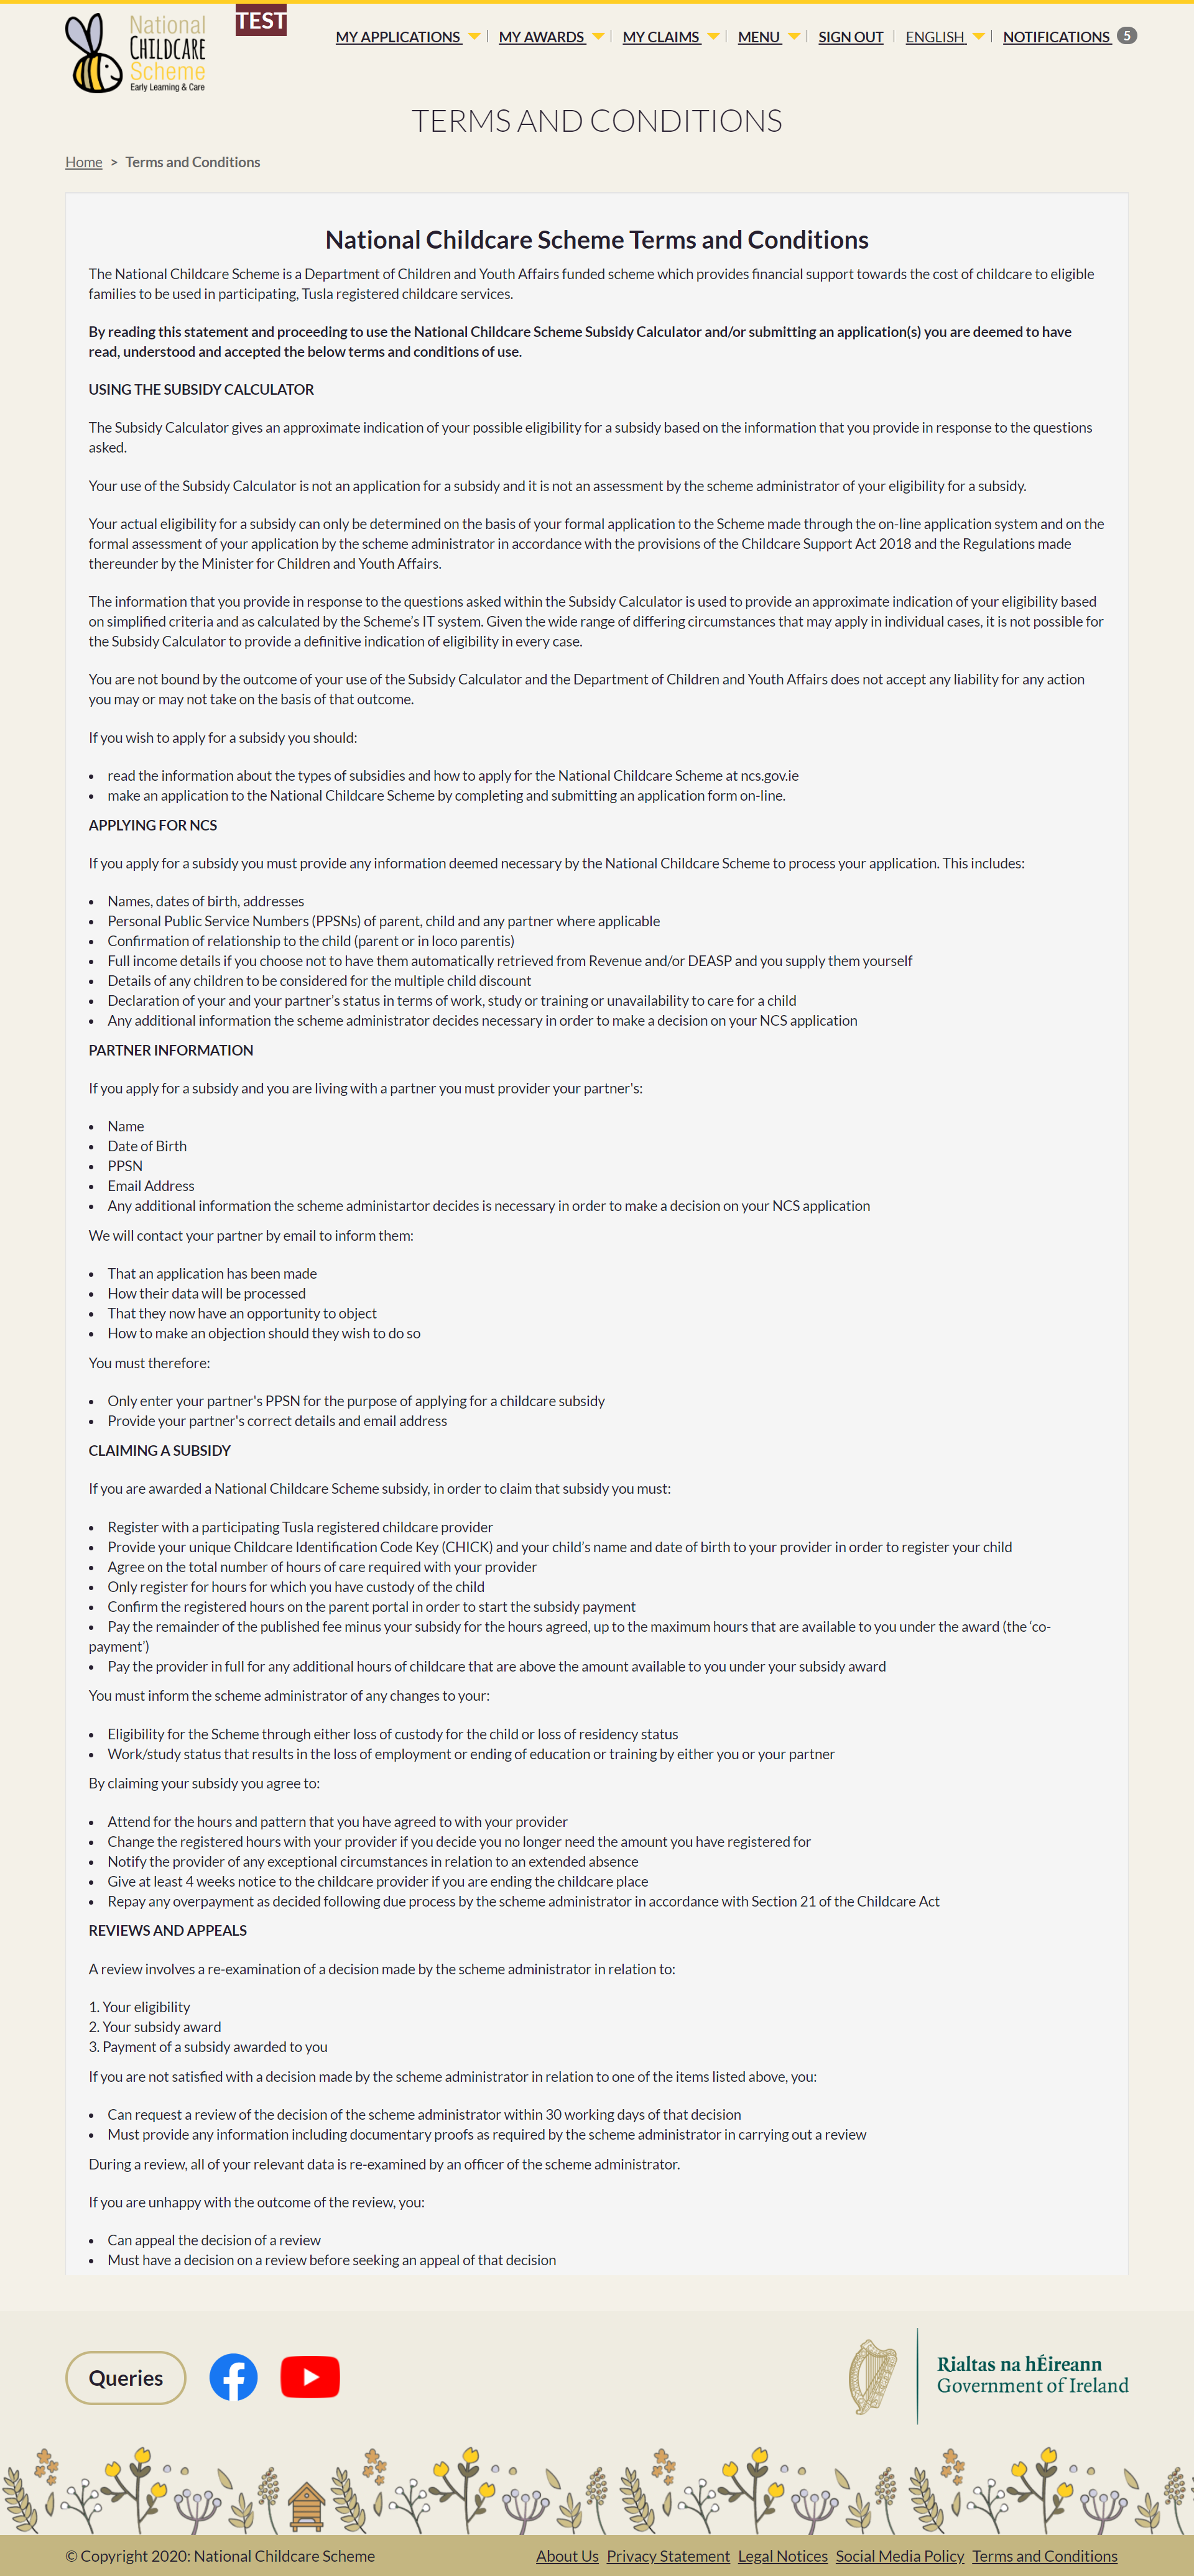 National
CHILDCARE
Scheme
Early Learning & Care
TEST
MY APPLICATIONS MY AWARDS MY CLAIMS MENU SIGN OUT ENGLISH NOTIFICATIONS 5
TERMS AND CONDITIONS
Home > Terms and Conditions
National Childcare Scheme Terms and Conditions
The National Childcare Scheme is a Department of Children and Youth Affairs funded scheme which provides financial support towards the cost of childcare to eligible
families to be used in participating, Tusla registered childcare services.
By reading this statement and proceeding to use the National Childcare Scheme Subsidy Calculator and/or submitting an application(s) you are deemed to have
read, understood and accepted the below terms and conditions of use.
USING THE SUBSIDY CALCULATOR
The Subsidy Calculator gives an approximate indication of your possible eligibility for a subsidy based on the information that you provide in response to the questions
asked.
Your use of the Subsidy Calculator is not an application for a subsidy and it is not an assessment by the scheme administrator of your eligibility for a subsidy.
Your actual eligibility for a subsidy can only be determined on the basis of your formal application to the Scheme made through the on-line application system and on the
formal assessment of your application by the scheme administrator in accordance with the provisions of the Childcare Support Act 2018 and the Regulations made
thereunder by the Minister for Children and Youth Affairs.
The information that you provide in response to the questions asked within the Subsidy Calculator is used to provide an approximate indication of your eligibility based
on simplified criteria and as calculated by the Scheme's IT system. Given the wide range of differing circumstances that may apply in individual cases, it is not possible for
the Subsidy Calculator to provide a definitive indication of eligibility in every case.
You are not bound by the outcome of your use of the Subsidy Calculator and the Department of Children and Youth Affairs does not accept any liability for any action
you may or may not take on the basis of that outcome.
If you wish to apply for a subsidy you should:
• read the information about the types of subsidies and how to apply for the National Childcare Scheme at ncs.gov.ie
• make an application to the National Childcare Scheme by completing and submitting an application form on-line.
APPLYING FOR NCS
If you apply for a subsidy you must provide any information deemed necessary by the National Childcare Scheme to process your application. This includes:
• Names, dates of birth, addresses
• Personal Public Service Numbers (PPSNs) of parent, child and any partner where applicable
• Confirmation of relationship to the child (parent or in loco parentis)
• Full income details if you choose not to have them automatically retrieved from Revenue and/or DEASP and you supply them yourself
• Details of any children to be considered for the multiple child discount
• Declaration of your and your partner's status in terms of work, study or training or unavailability to care for a child
• Any additional information the scheme administrator decides necessary in order to make a decision on your NCS application
PARTNER INFORMATION
If you apply for a subsidy and you are living with a partner you must provider your partner's:
• Name
• Date of Birth
• PPSN
• Email Address
• Any additional information the scheme administartor decides is necessary in order to make a decision on your NCS application
We will contact your partner by email to inform them:
• That an application has been made
• How their data will be processed
• That they now have an opportunity to object
• How to make an objection should they wish to do so
You must therefore:
• Only enter your partner's PPSN for the purpose of applying for a childcare subsidy
• Provide your partner's correct details and email address
CLAIMING A SUBSIDY
If you are awarded a National Childcare Scheme subsidy, in order to claim that subsidy you must:
• Register with a participating Tusla registered childcare provider
• Provide your unique Childcare Identification Code Key (CHICK) and your child's name and date of birth to your provider in order to register your child
• Agree on the total number of hours of care required with your provider
• Only register for hours for which you have custody of the child
• Confirm the registered hours on the parent portal in order to start the subsidy payment
• Pay the remainder of the published fee minus your subsidy for the hours agreed, up to the maximum hours that are available to you under the award (the 'co-
payment')
• Pay the provider in full for any additional hours of childcare that are above the amount available to you under your subsidy award
You must inform the scheme administrator of any changes to your:
• Eligibility for the Scheme through either loss of custody for the child or loss of residency status
• Work/study status that results in the loss of employment or ending of education or training by either you or your partner
By claiming your subsidy you agree to:
• Attend for the hours and pattern that you have agreed to with your provider
• Change the registered hours with your provider if you decide you no longer need the amount you have registered for
• Notify the provider of any exceptional circumstances in relation to an extended absence
• Give at least 4 weeks notice to the childcare provider if you are ending the childcare place
• Repay any overpayment as decided following due process by the scheme administrator in accordance with Section 21 of the Childcare Act
REVIEWS AND APPEALS
A review involves a re-examination of a decision made by the scheme administrator in relation to:
1. Your eligibility
2. Your subsidy award
3. Payment of a subsidy awarded to you
If you are not satisfied with a decision made by the scheme administrator in relation to one of the items listed above, you:
• Can request a review of the decision of the scheme administrator within 30 working days of that decision
• Must provide any information including documentary proofs as required by the scheme administrator in carrying out a review
During a review, all of your relevant data is re-examined by an officer of the scheme administrator.
If you are unhappy with the outcome of the review, you:
• Can appeal the decision of a review
• Must have a decision on a review before seeking an appeal of that decision
Queries
Rialtas na hÉireann
Government of Ireland
© Copyright 2020: National Childcare Scheme
About Us Privacy Statement Legal Notices Social Media Policy Terms and Conditions